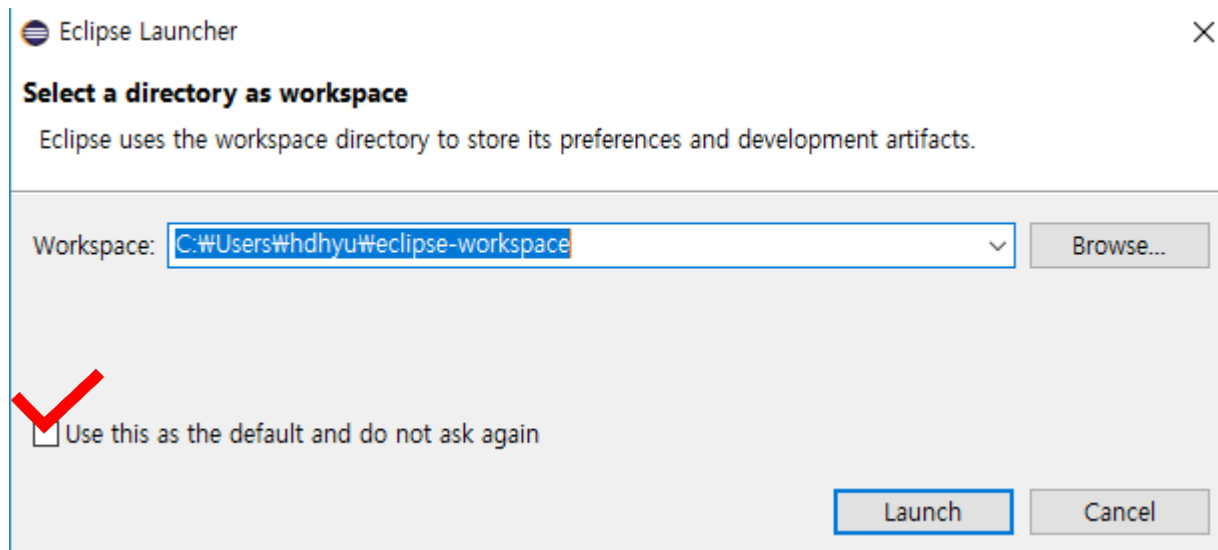 Eclipse Launcher
Select a directory as workspace
Eclipse uses the workspace directory to store its preferences and development artifacts.
Workspace: C:₩Users₩hdhyu₩eclipse-workspace Browse...
Use this as the default and do not ask again
Launch Cancel